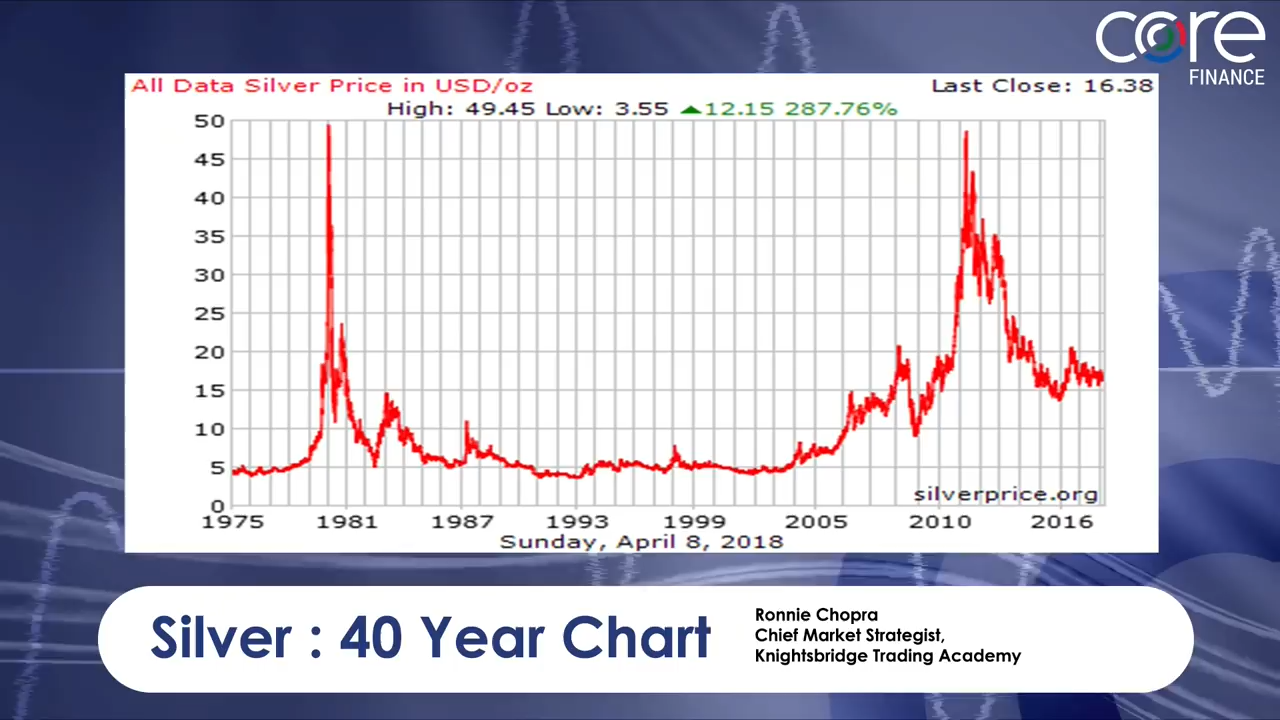 core
FINANCE
All Data Silver Price in USD/oz
Last Close: 16.38
High: 49.45 Low: 3.55 ▲12.15 287.76%
50
45
40
35
30
25
20
15
10
5
0
silverprice.org
1975 1981 1987 1993 1999 2005 2010 2016
Sunday, April 8, 2018
Silver : 40 Year Chart
Ronnie Chopra
Chief Market Strategist,
Knightsbridge Trading Academy